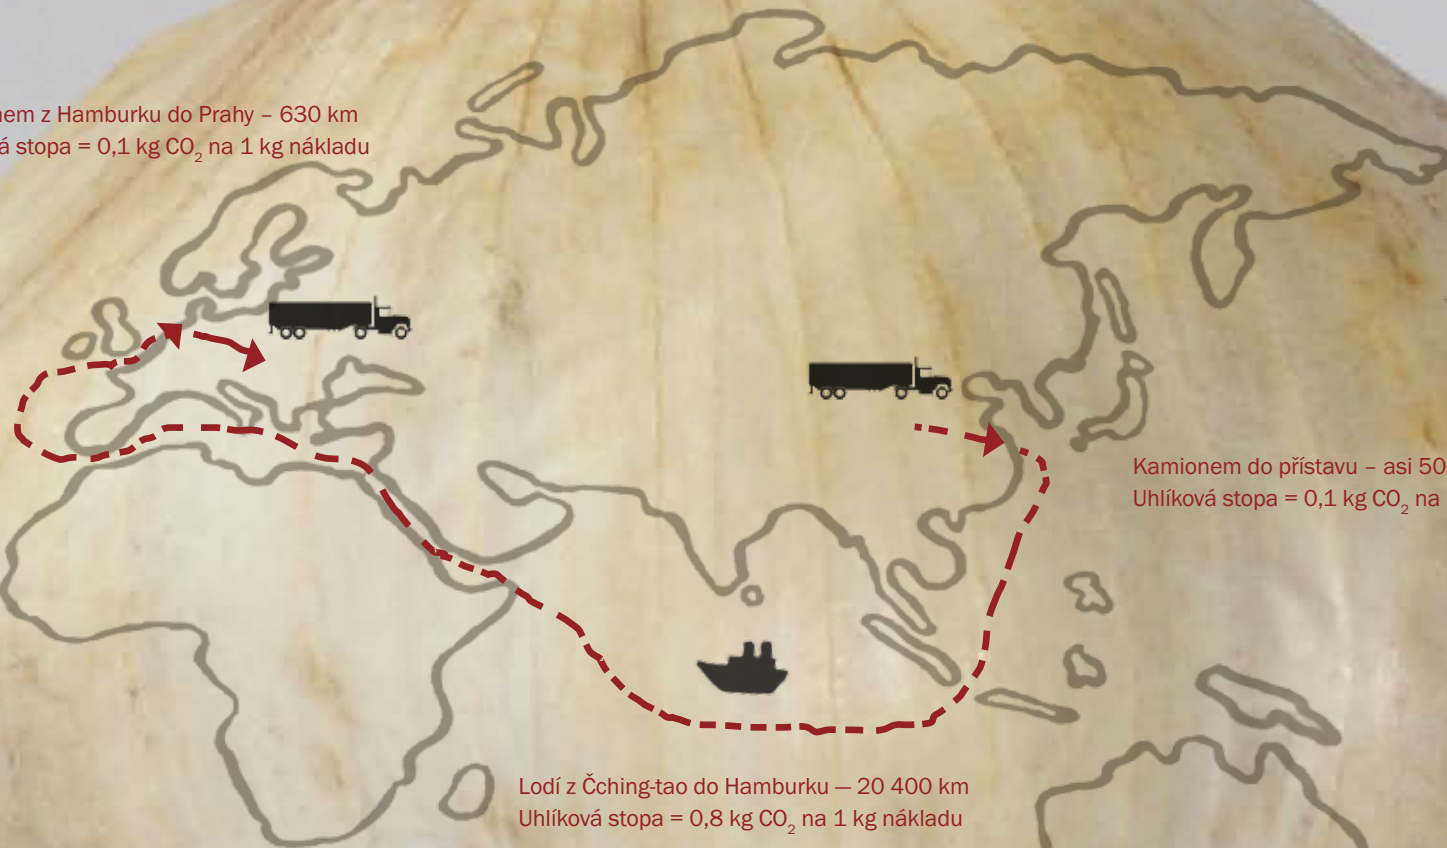 nem z Hamburku do Prahy – 630 km
á stopa = 0,1 kg CO₂ na 1 kg nákladu
Kamionem do přístavu – asi 50
Uhlíková stopa = 0,1 kg CO₂ na
Lodí z Čching-tao do Hamburku — 20 400 km
Uhlíková stopa = 0,8 kg CO₂ na 1 kg nákladu